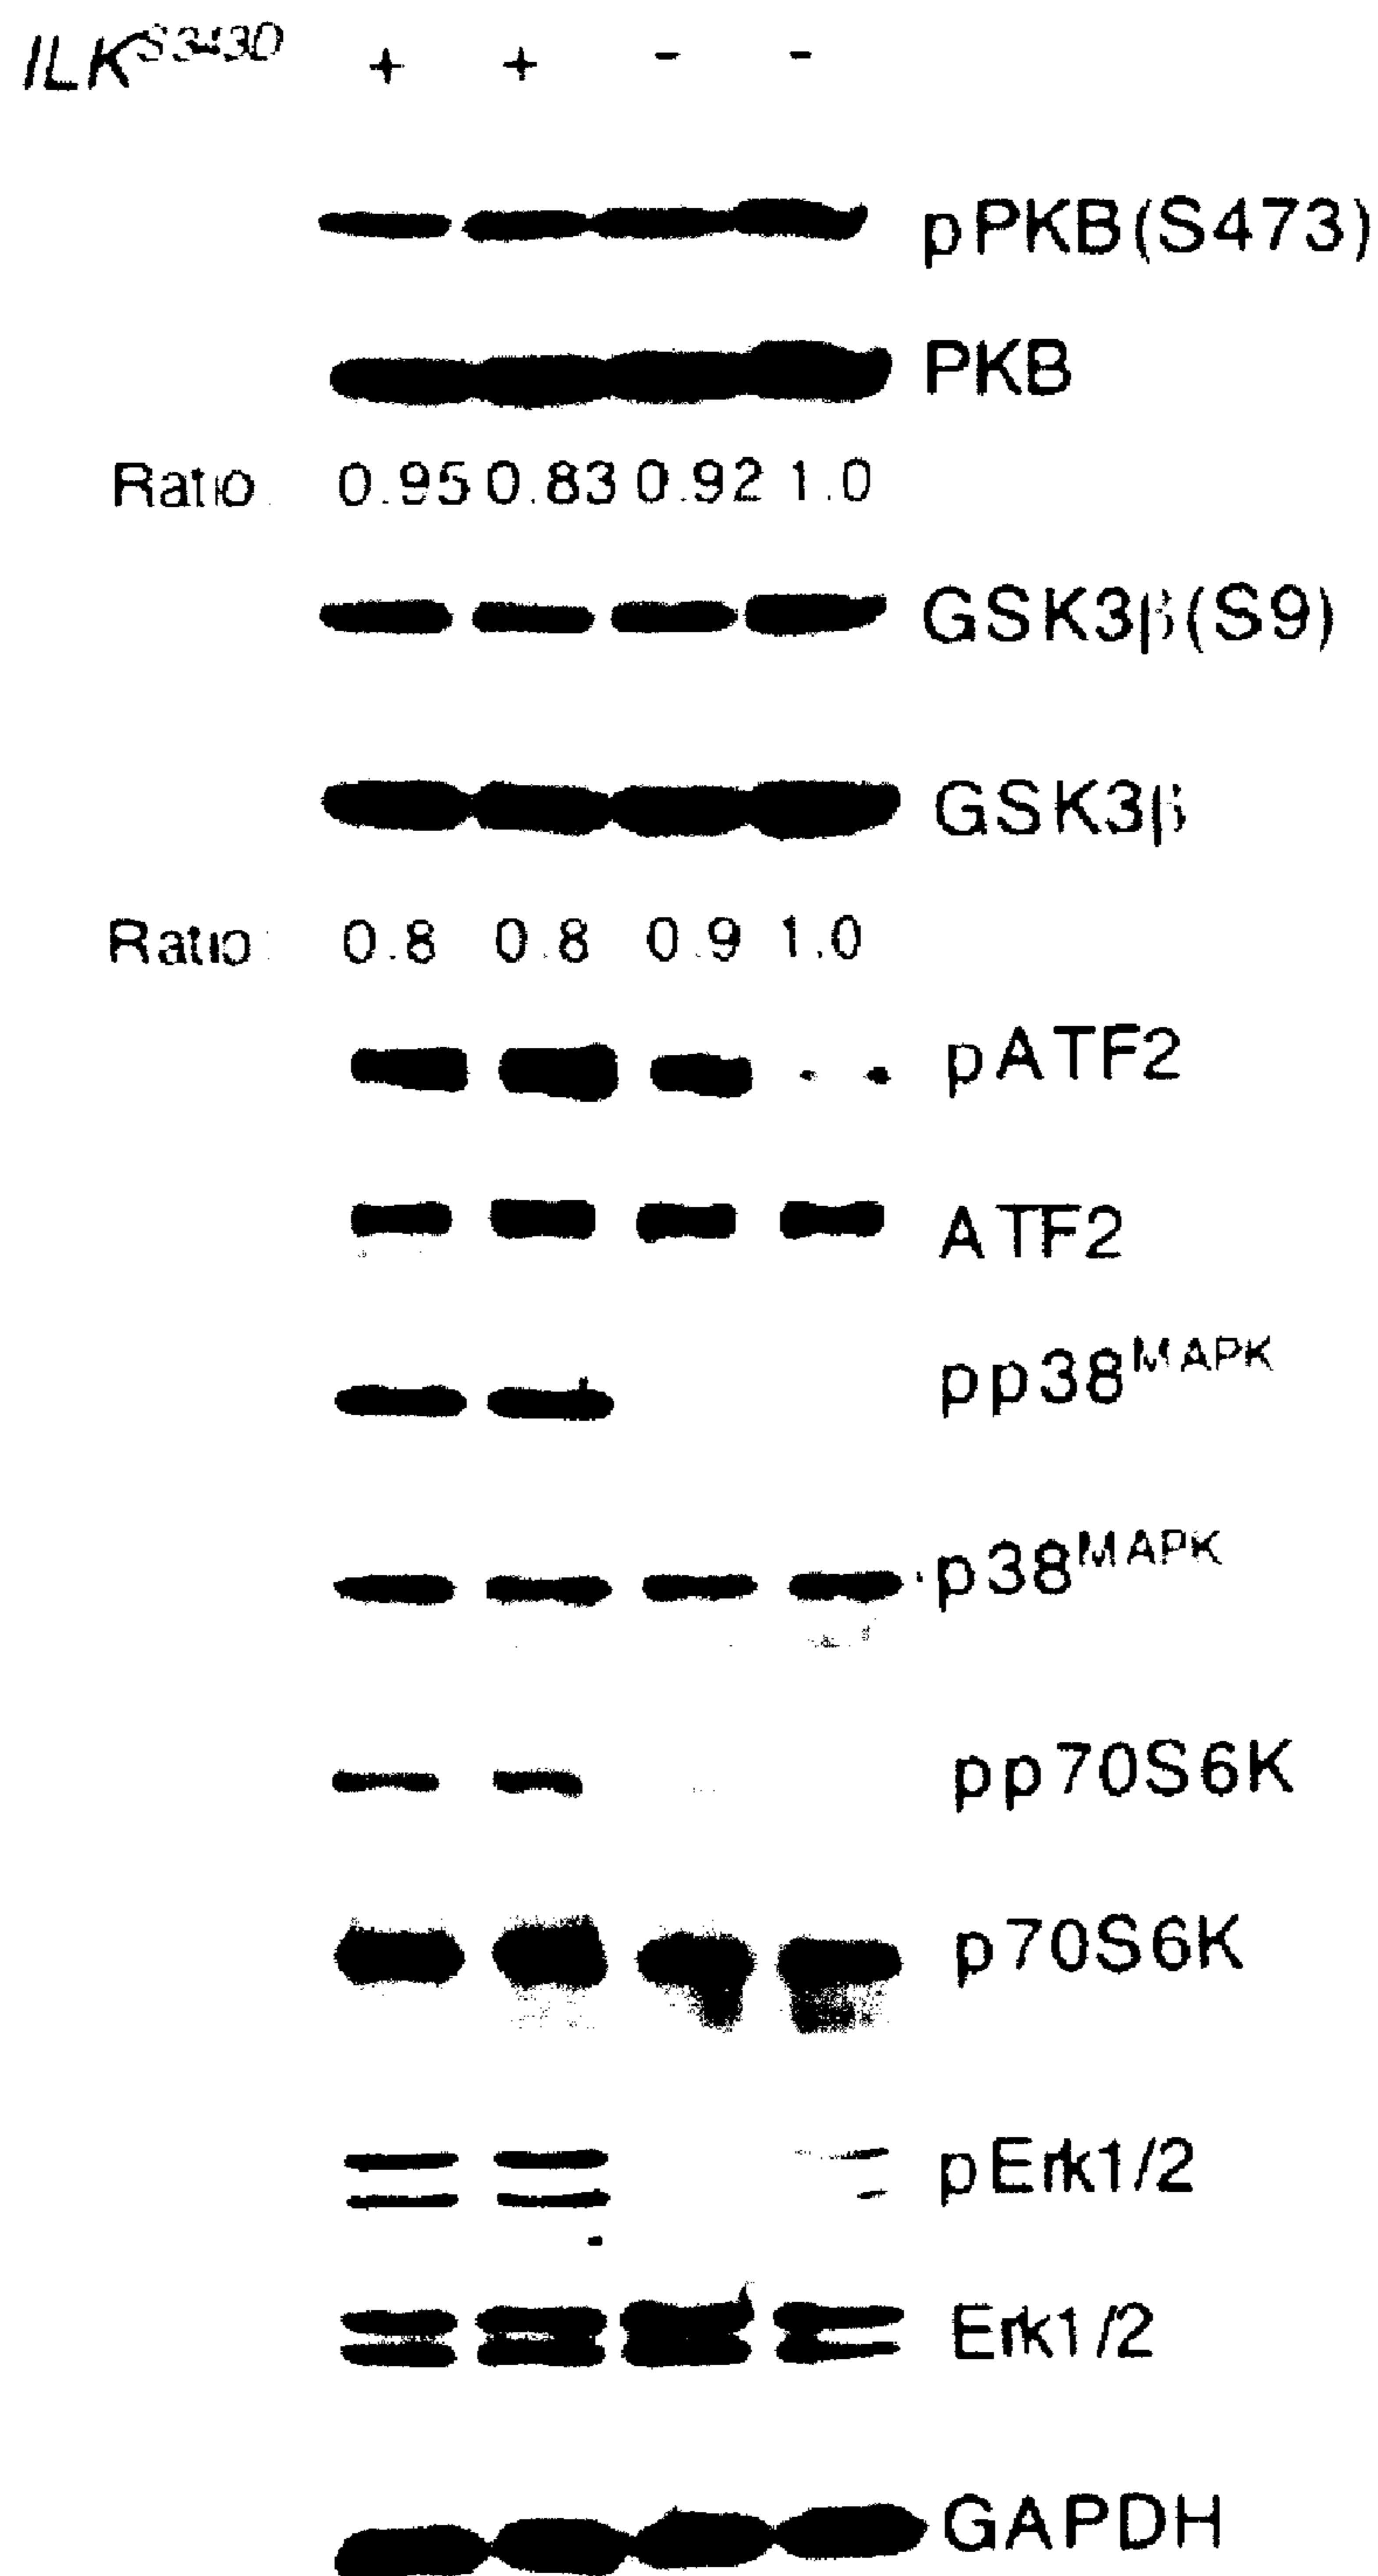 ILK^S343D + + - -
pPKB(S473)
PKB
Ratio: 0.95 0.83 0.92 1.0
GSK3β(S9)
GSK3β
Ratio: 0.8 0.8 0.9 1.0
pATF2
ATF2
pp38^MAPK
p38^MAPK
pp70S6K
p70S6K
pErk1/2
Erk1/2
GAPDH